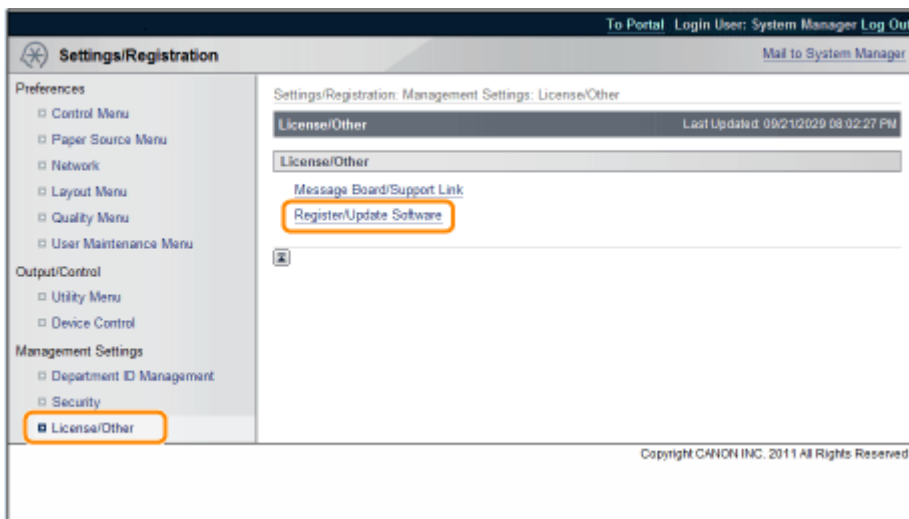 To Portal Login User: System Manager Log Out
Settings/Registration
Mail to System Manager
Preferences
Control Menu
Paper Source Menu
Network
Layout Menu
Quality Menu
User Maintenance Menu
Output/Control
Utility Menu
Device Control
Management Settings
Department ID Management
Security
License/Other
Settings/Registration: Management Settings: License/Other
License/Other Last Updated: 09/21/2029 08:02:27 PM
License/Other
Message Board/Support Link
Register/Update Software
Copyright CANON INC. 2011 All Rights Reserved